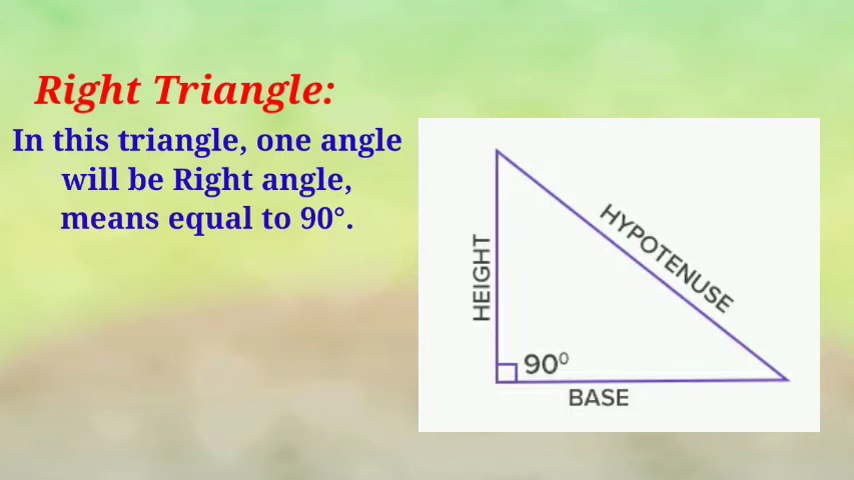 Right Triangle:
In this triangle, one angle
will be Right angle,
means equal to 90°.
HEIGHT
HYPOTENUSE
90⁰
BASE